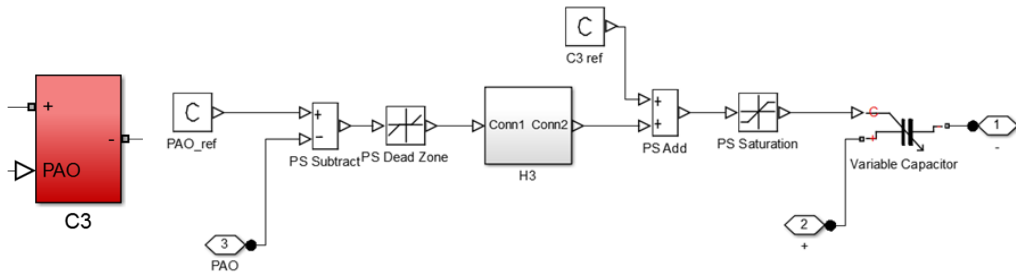 +
-
PAO
C3
C
PAO_ref
+
-
PS Subtract
PS Dead Zone
Conn1 Conn2
H3
C
C3 ref
+
+
PS Add
PS Saturation
C
+
-
Variable Capacitor
1
-
2
+
3
PAO